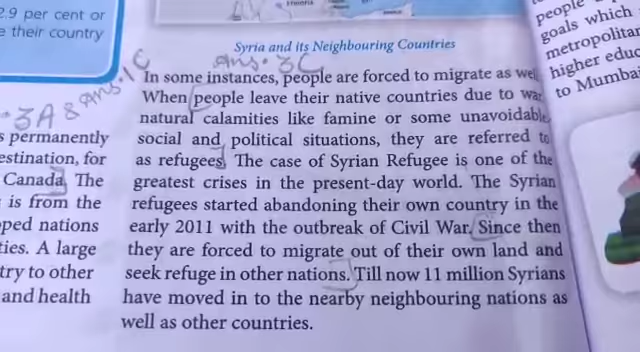 2.9 per cent or
e their country
Syria and its Neighbouring Countries
Ans. 3C
Ans. 1C
3A &
In some instances, people are forced to migrate as well
When people leave their native countries due to war
natural calamities like famine or some unavoidable
social and political situations, they are referred to
as refugees. The case of Syrian Refugee is one of the
greatest crises in the present-day world. The Syrian
refugees started abandoning their own country in the
early 2011 with the outbreak of Civil War. Since then
they are forced to migrate out of their own land and
seek refuge in other nations. Till now 11 million Syrians
have moved in to the nearby neighbouring nations as
well as other countries.
s permanently
estination, for
Canada. The
is from the
ped nations
ties. A large
try to other
and health
people
goals which
metropolitan
higher educ
to Mumbai